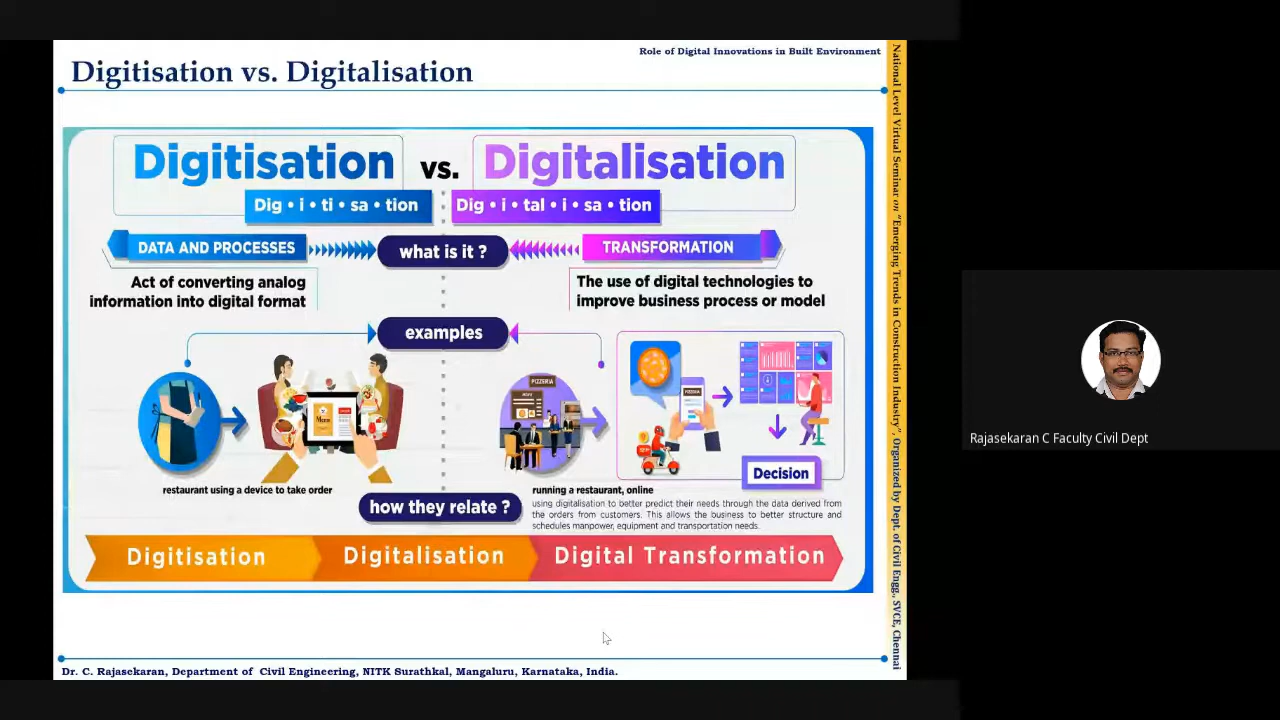 Role of Digital Innovations in Built Environment
Digitisation vs. Digitalisation
Digitisation vs. Digitalisation
Dig • i • ti • sa • tion
Dig • i • tal • i • sa • tion
DATA AND PROCESSES
what is it ?
TRANSFORMATION
Act of converting analog
information into digital format
The use of digital technologies to
improve business process or model
examples
PIZZERIA
Menu
Decision
restaurant using a device to take order
running a restaurant, online
using digitalisation to better predict their needs through the data derived from
the orders from customers. This allows the business to better structure and
schedules manpower, equipment and transportation needs.
how they relate ?
Digitisation
Digitalisation
Digital Transformation
Dr. C. Rajasekaran, Department of Civil Engineering, NITK Surathkal, Mangaluru, Karnataka, India.
National Level Virtual Seminar on "Emerging Trends in Construction Industry". Organized by Dept. of Civil Engg., SVCE, Chennai
Rajasekaran C Faculty Civil Dept